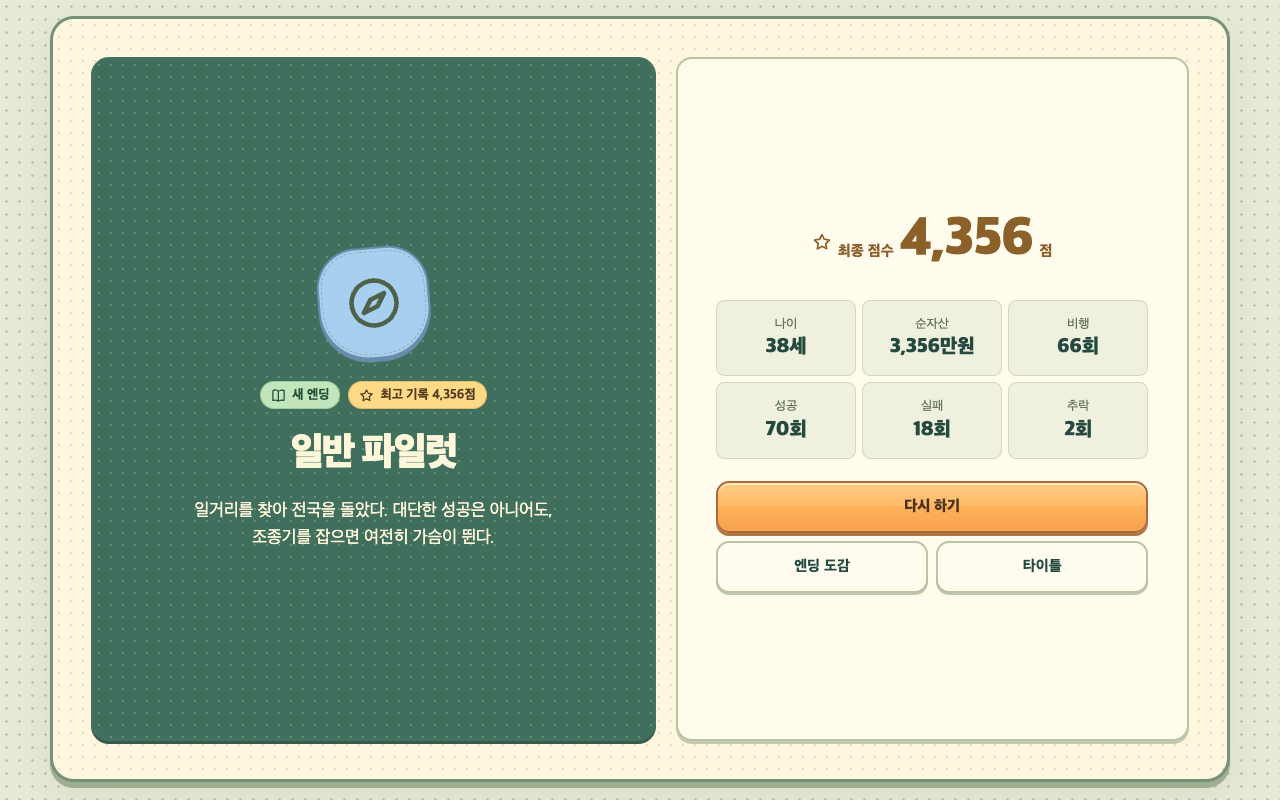 새 엔딩
최고 기록 4,356점
일반 파일럿
일거리를 찾아 전국을 돌았다. 대단한 성공은 아니어도,
조종기를 잡으면 여전히 가슴이 뛴다.
최종 점수 4,356 점
나이
38세
순자산
3,356만원
비행
66회
성공
70회
실패
18회
추락
2회
다시 하기
엔딩 도감
타이틀